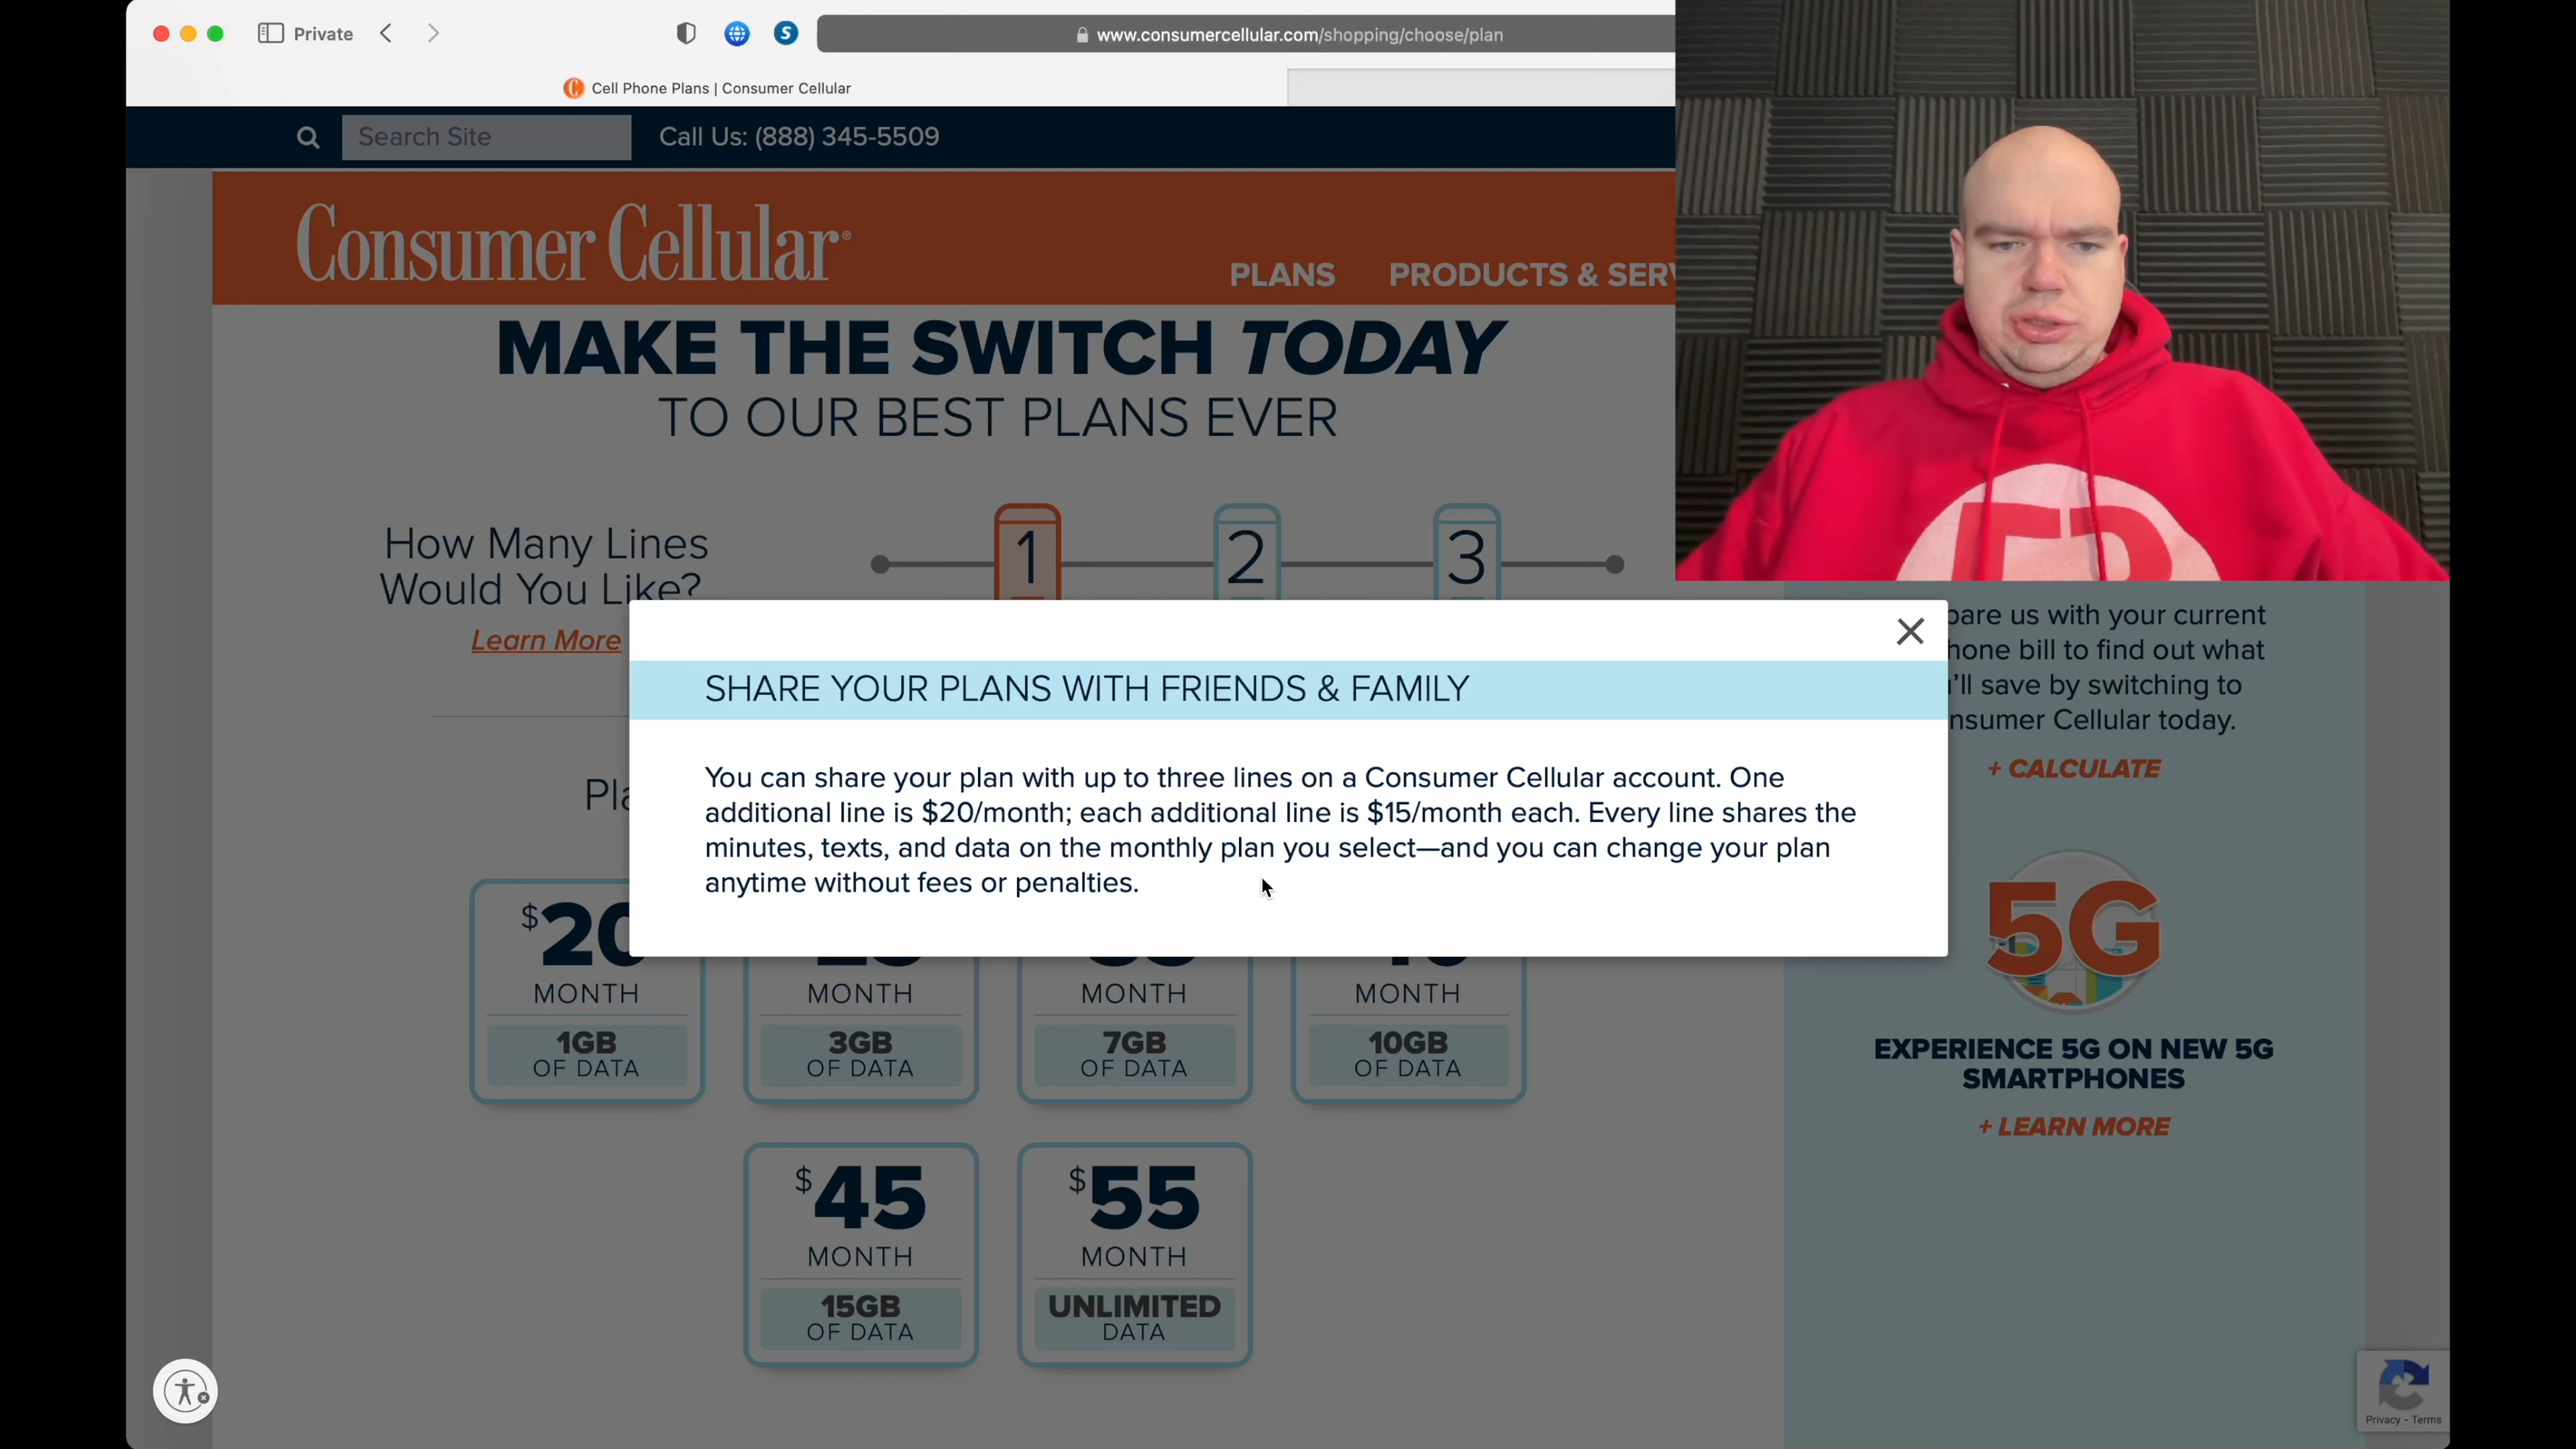 Private
www.consumercellular.com/shopping/choose/plan
Cell Phone Plans | Consumer Cellular
Search Site
Call Us: (888) 345-5509
Consumer Cellular®
PLANS
PRODUCTS & SERV
MAKE THE SWITCH TODAY
TO OUR BEST PLANS EVER
How Many Lines
Would You Like?
Learn More
1
2
3
SHARE YOUR PLANS WITH FRIENDS & FAMILY
You can share your plan with up to three lines on a Consumer Cellular account. One
additional line is $20/month; each additional line is $15/month each. Every line shares the
minutes, texts, and data on the monthly plan you select—and you can change your plan
anytime without fees or penalties.
pare us with your current
hone bill to find out what
'll save by switching to
nsumer Cellular today.
+ CALCULATE
$20
MONTH
1GB
OF DATA
MONTH
3GB
OF DATA
MONTH
7GB
OF DATA
MONTH
10GB
OF DATA
$45
MONTH
15GB
OF DATA
$55
MONTH
UNLIMITED
DATA
5G
EXPERIENCE 5G ON NEW 5G
SMARTPHONES
+ LEARN MORE
Privacy - Terms